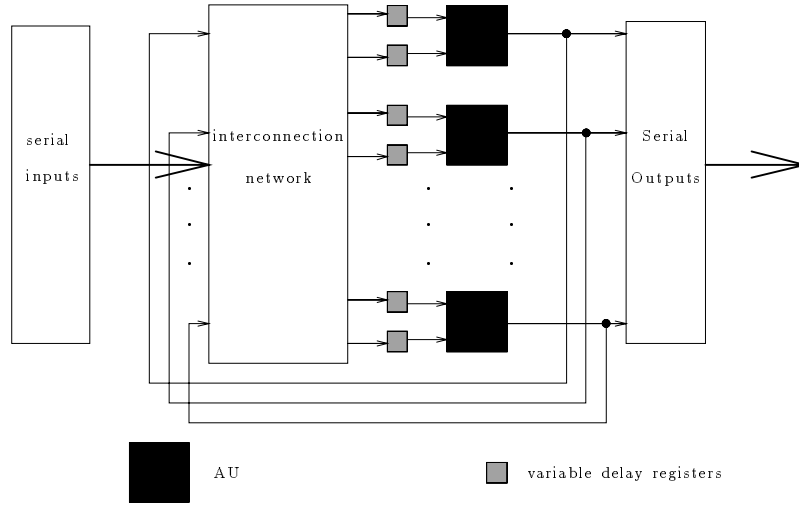 serial
inputs
interconnection
network
Serial
Outputs
AU
variable delay registers